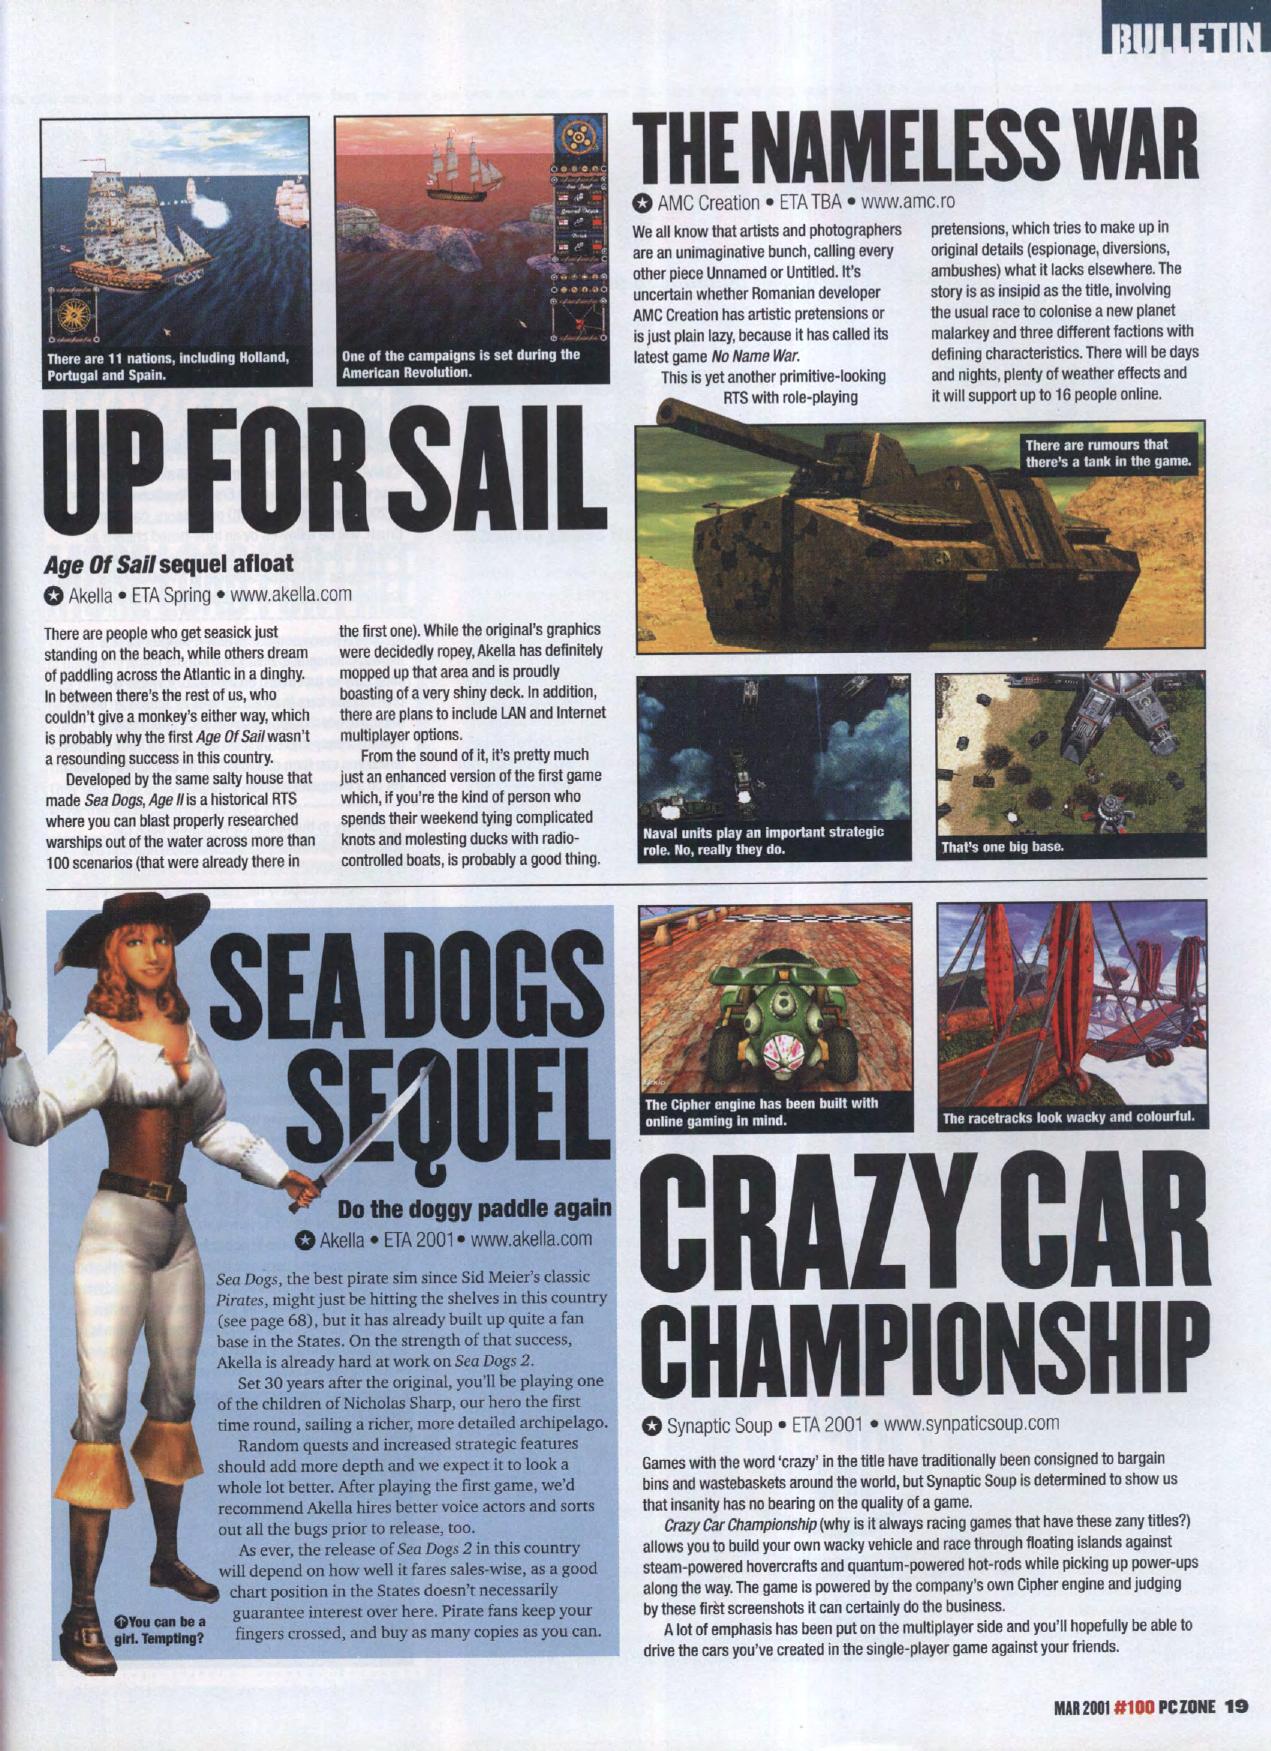 BULLETIN
There are 11 nations, including Holland,
Portugal and Spain.
One of the campaigns is set during the
American Revolution.
UP FOR SAIL
Age Of Sail sequel afloat
Akella • ETA Spring • www.akella.com
There are people who get seasick just
standing on the beach, while others dream
of paddling across the Atlantic in a dinghy.
In between there's the rest of us, who
couldn't give a monkey's either way, which
is probably why the first Age Of Sail wasn't
a resounding success in this country.
Developed by the same salty house that
made Sea Dogs, Age II is a historical RTS
where you can blast properly researched
warships out of the water across more than
100 scenarios (that were already there in
the first one). While the original's graphics
were decidedly ropey, Akella has definitely
mopped up that area and is proudly
boasting of a very shiny deck. In addition,
there are plans to include LAN and Internet
multiplayer options.
From the sound of it, it's pretty much
just an enhanced version of the first game
which, if you're the kind of person who
spends their weekend tying complicated
knots and molesting ducks with radio-
controlled boats, is probably a good thing.
THE NAMELESS WAR
AMC Creation • ETA TBA • www.amc.ro
We all know that artists and photographers
are an unimaginative bunch, calling every
other piece Unnamed or Untitled. It's
uncertain whether Romanian developer
AMC Creation has artistic pretensions or
is just plain lazy, because it has called its
latest game No Name War.
This is yet another primitive-looking
RTS with role-playing
pretensions, which tries to make up in
original details (espionage, diversions,
ambushes) what it lacks elsewhere. The
story is as insipid as the title, involving
the usual race to colonise a new planet
malarkey and three different factions with
defining characteristics. There will be days
and nights, plenty of weather effects and
it will support up to 16 people online.
There are rumours that
there's a tank in the game.
Naval units play an important strategic
role. No, really they do.
That's one big base.
SEA DOGS
SEQUEL
Do the doggy paddle again
Akella • ETA 2001 • www.akella.com
Sea Dogs, the best pirate sim since Sid Meier's classic
Pirates, might just be hitting the shelves in this country
(see page 68), but it has already built up quite a fan
base in the States. On the strength of that success,
Akella is already hard at work on Sea Dogs 2.
Set 30 years after the original, you'll be playing one
of the children of Nicholas Sharp, our hero the first
time round, sailing a richer, more detailed archipelago.
Random quests and increased strategic features
should add more depth and we expect it to look a
whole lot better. After playing the first game, we'd
recommend Akella hires better voice actors and sorts
out all the bugs prior to release, too.
As ever, the release of Sea Dogs 2 in this country
will depend on how well it fares sales-wise, as a good
chart position in the States doesn't necessarily
guarantee interest over here. Pirate fans keep your
fingers crossed, and buy as many copies as you can.
You can be a
girl. Tempting?
The Cipher engine has been built with
online gaming in mind.
The racetracks look wacky and colourful.
CRAZY CAR
CHAMPIONSHIP
Synaptic Soup • ETA 2001 • www.synpaticsoup.com
Games with the word 'crazy' in the title have traditionally been consigned to bargain
bins and wastebaskets around the world, but Synaptic Soup is determined to show us
that insanity has no bearing on the quality of a game.
Crazy Car Championship (why is it always racing games that have these zany titles?)
allows you to build your own wacky vehicle and race through floating islands against
steam-powered hovercrafts and quantum-powered hot-rods while picking up power-ups
along the way. The game is powered by the company's own Cipher engine and judging
by these first screenshots it can certainly do the business.
A lot of emphasis has been put on the multiplayer side and you'll hopefully be able to
drive the cars you've created in the single-player game against your friends.
MAR 2001 #100 PC ZONE 19